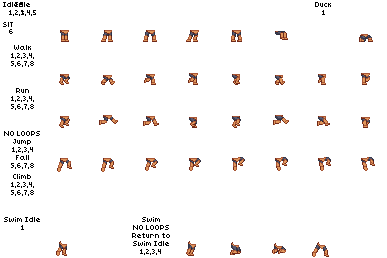 Idle
1,2,3,4,5
Duck
1
SIT
6
Walk
1,2,3,4,
5,6,7,8
Run
1,2,3,4,
5,6,7,8
NO LOOPS
Jump
1,2,3,4
Fall
5,6,7,8
Climb
1,2,3,4,
5,6,7,8
Swim Idle
1
Swim
NO LOOPS
Return to
Swim Idle
1,2,3,4